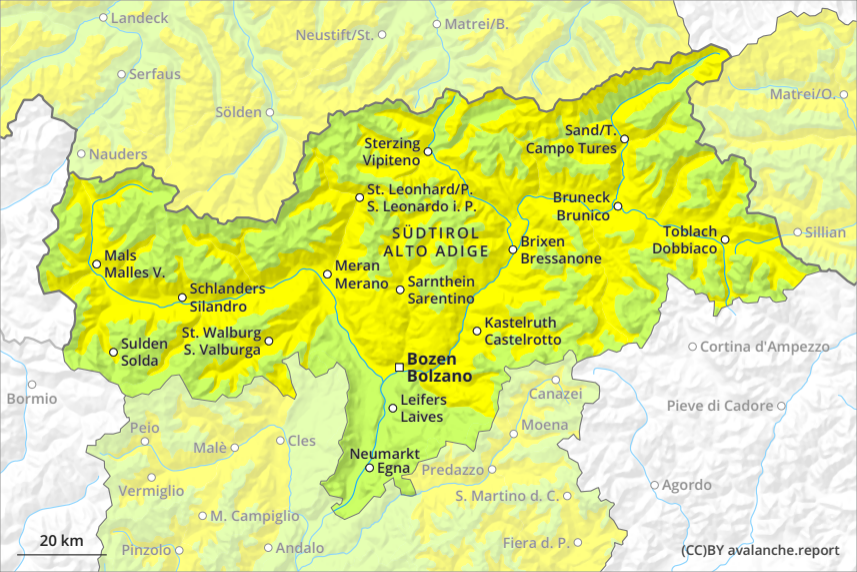 Landeck
Matrei/B.
Neustift/St.
Serfaus
Matrei/O.
Sölden
Sand/T.
Campo Tures
Sterzing
Vipiteno
Nauders
St. Leonhard/P.
S. Leonardo i. P.
Bruneck
Brunico
SÜDTIROL
ALTO ADIGE
Toblach
Dobbiaco
Sillian
Brixen
Bressanone
Mals
Malles V.
Meran
Merano
Sarnthein
Sarentino
Schlanders
Silandro
Kastelruth
Castelrotto
St. Walburg
S. Valburga
Sulden
Solda
Cortina d'Ampezzo
Bozen
Bolzano
Bormio
Canazei
Leifers
Laives
Pieve di Cadore
Peio
Moena
Cles
Malè
Neumarkt
Egna
Predazzo
Vermiglio
Agordo
S. Martino d. C.
M. Campiglio
20 km
Pinzolo
Andalo
Fiera d. P.
(CC)BY avalanche.report